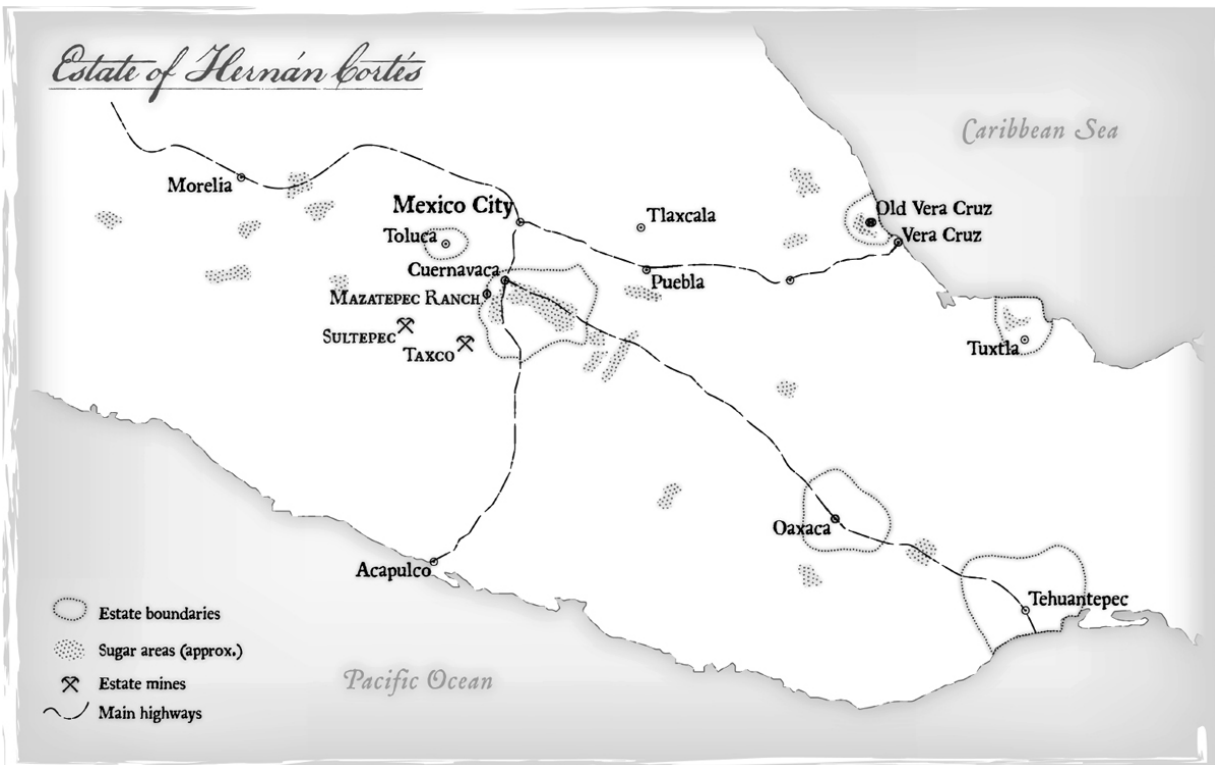 Estate of Hernán Cortés
Caribbean Sea
Morelia
Mexico City
Tlaxcala
Old Vera Cruz
Toluca
Vera Cruz
Cuernavaca
Puebla
Mazatepec Ranch
Sultepec
Taxco
Tuxtla
Oaxaca
Acapulco
Tehuantepec
Estate boundaries
Sugar areas (approx.)
Pacific Ocean
Estate mines
Main highways